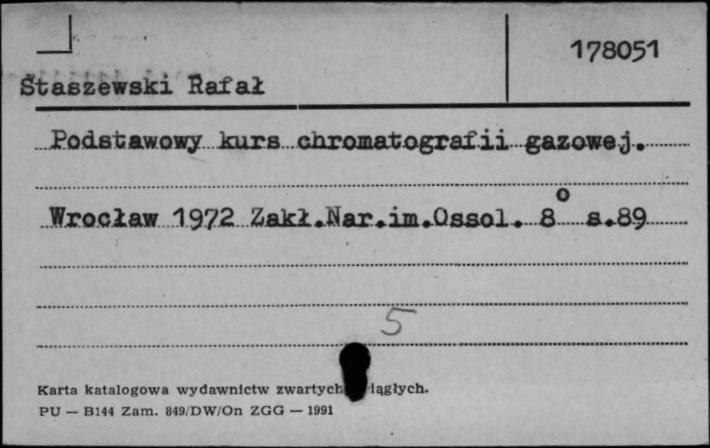 178051
Staszewski Rafał
Podstawowy kurs chromatografii gazowej.
Wrocław 1972 Zakł.Nar.im.Ossol. 8° s.89
5
Karta katalogowa wydawnictw zwartych iągłych.
PU — B144 Zam. 849/DW/On ZGG — 1991